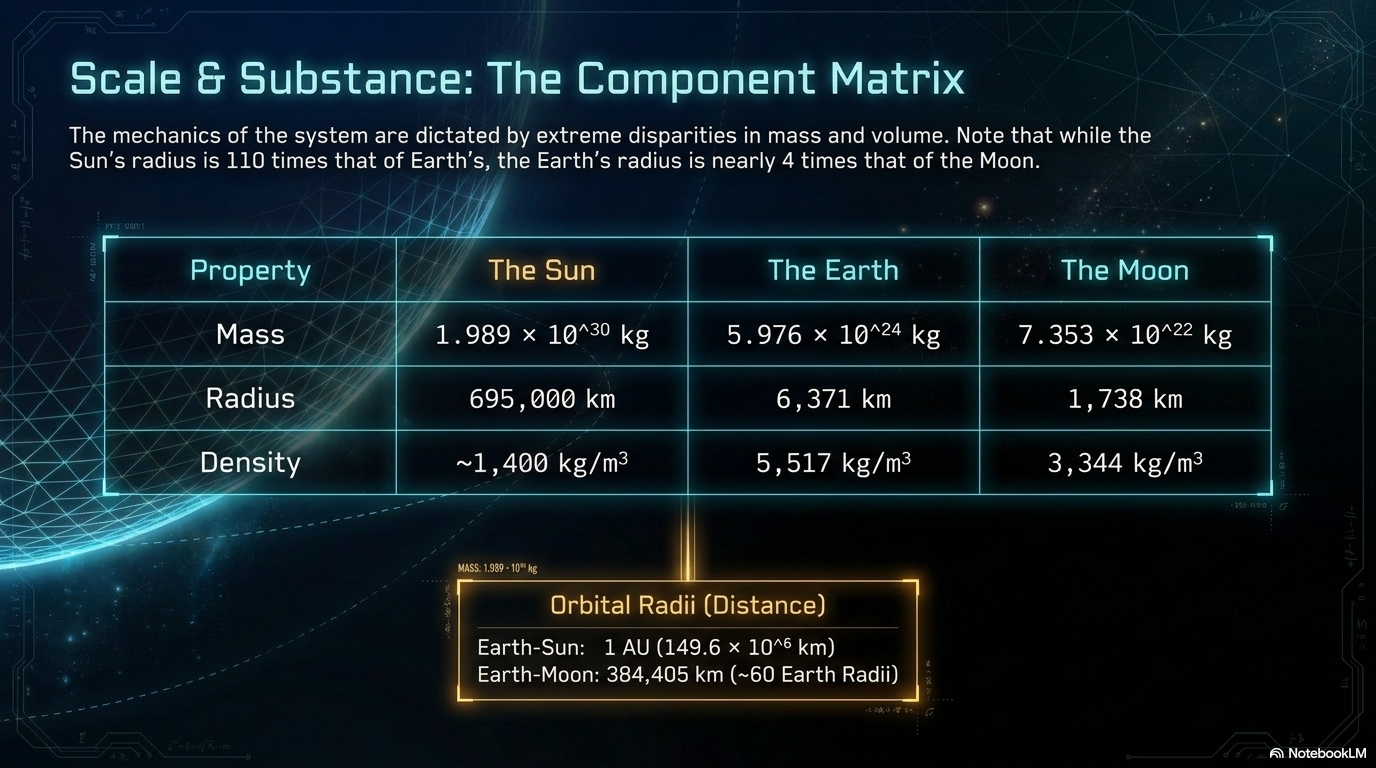 Scale & Substance: The Component Matrix
The mechanics of the system are dictated by extreme disparities in mass and volume. Note that while the
Sun's radius is 110 times that of Earth's, the Earth's radius is nearly 4 times that of the Moon.
Property The Sun The Earth The Moon
Mass 1.989 × 10^³⁰ kg 5.976 × 10^²⁴ kg 7.353 × 10^²² kg
Radius 695,000 km 6,371 km 1,738 km
Density ~1,400 kg/m³ 5,517 kg/m³ 3,344 kg/m³
Orbital Radii (Distance)
Earth-Sun: 1 AU (149.6 × 10^⁶ km)
Earth-Moon: 384,405 km (~60 Earth Radii)
NotebookLM